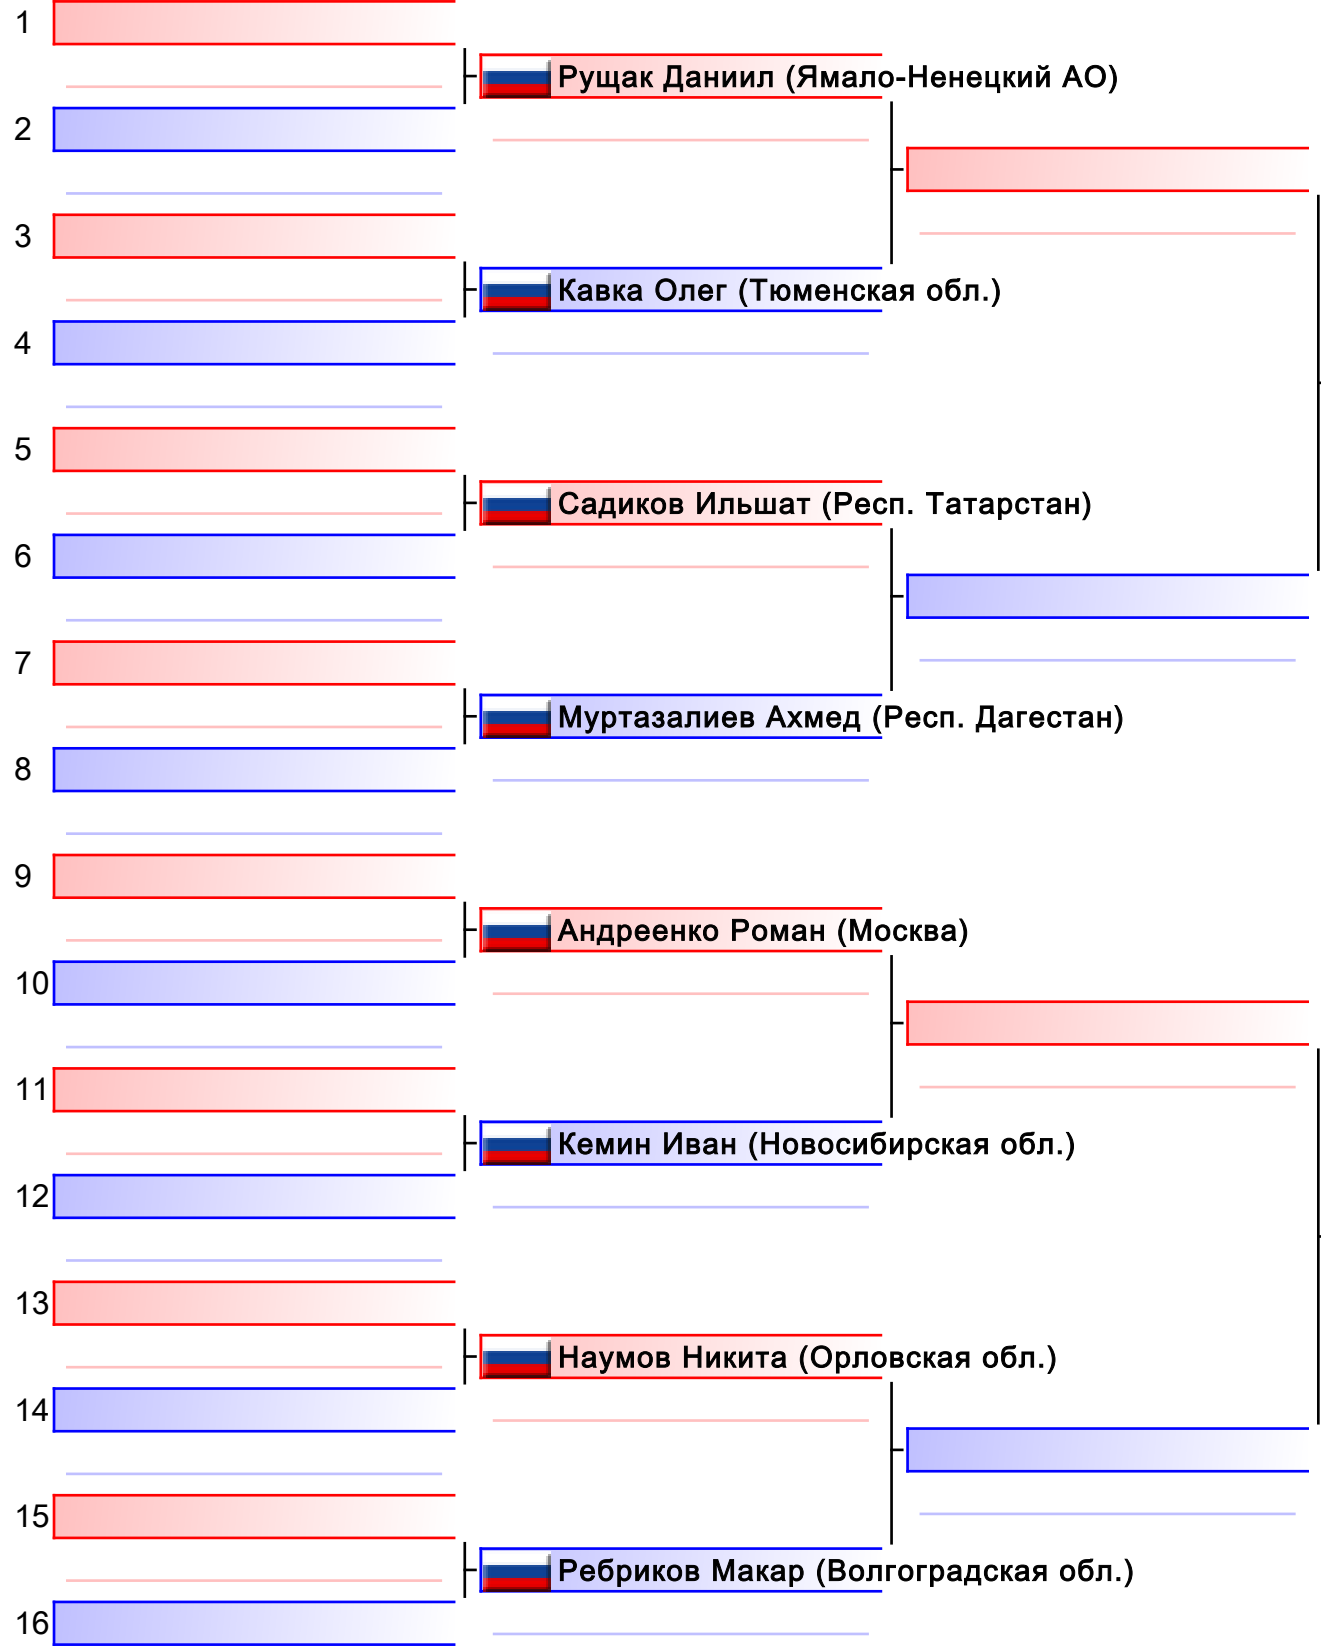 1
Рущак Даниил (Ямало-Ненецкий АО)
2
3
Кавка Олег (Тюменская обл.)
4
5
Садиков Ильшат (Респ. Татарстан)
6
7
Муртазалиев Ахмед (Респ. Дагестан)
8
9
Андреенко Роман (Москва)
10
11
Кемин Иван (Новосибирская обл.)
12
13
Наумов Никита (Орловская обл.)
14
15
Ребриков Макар (Волгоградская обл.)
16